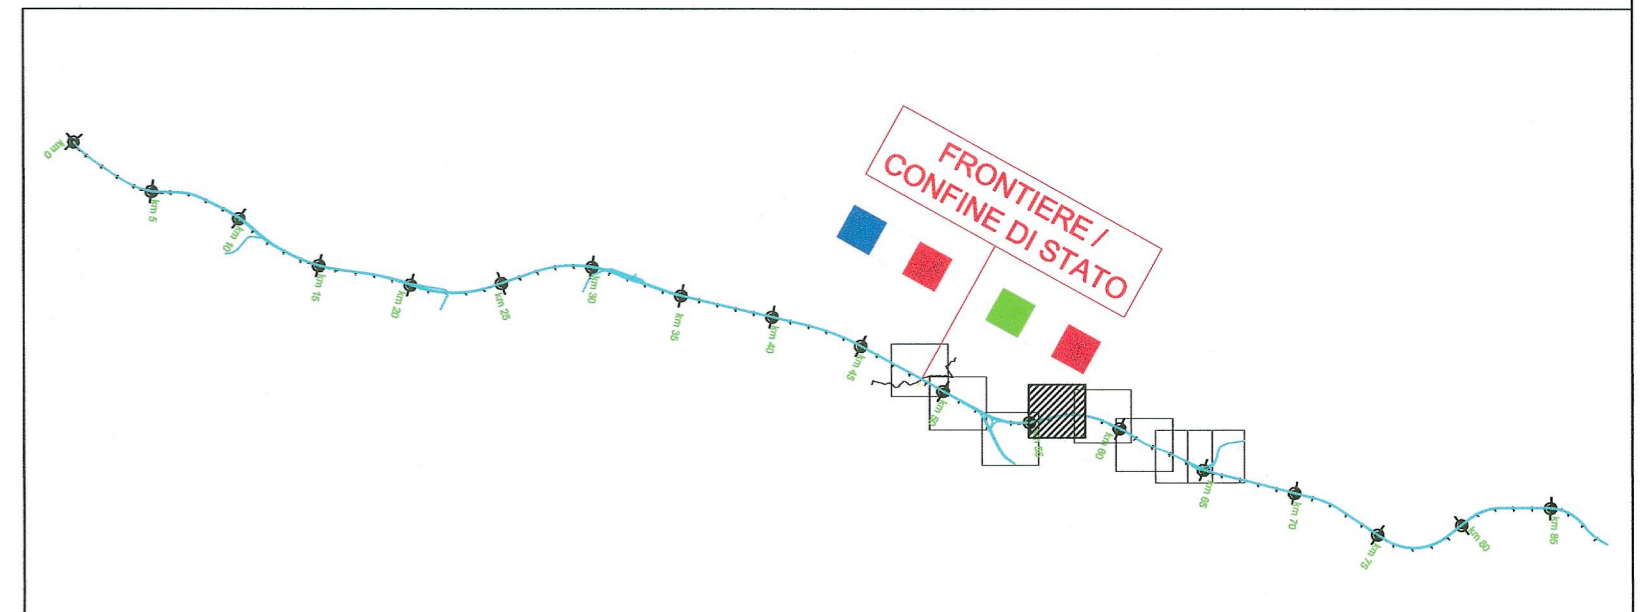 FRONTIERE /
CONFINE DI STATO
km 0
km 5
km 10
km 15
km 20
km 25
km 30
km 35
km 40
km 45
km 50
km 60
km 65
km 70
km 75
km 80
km 85